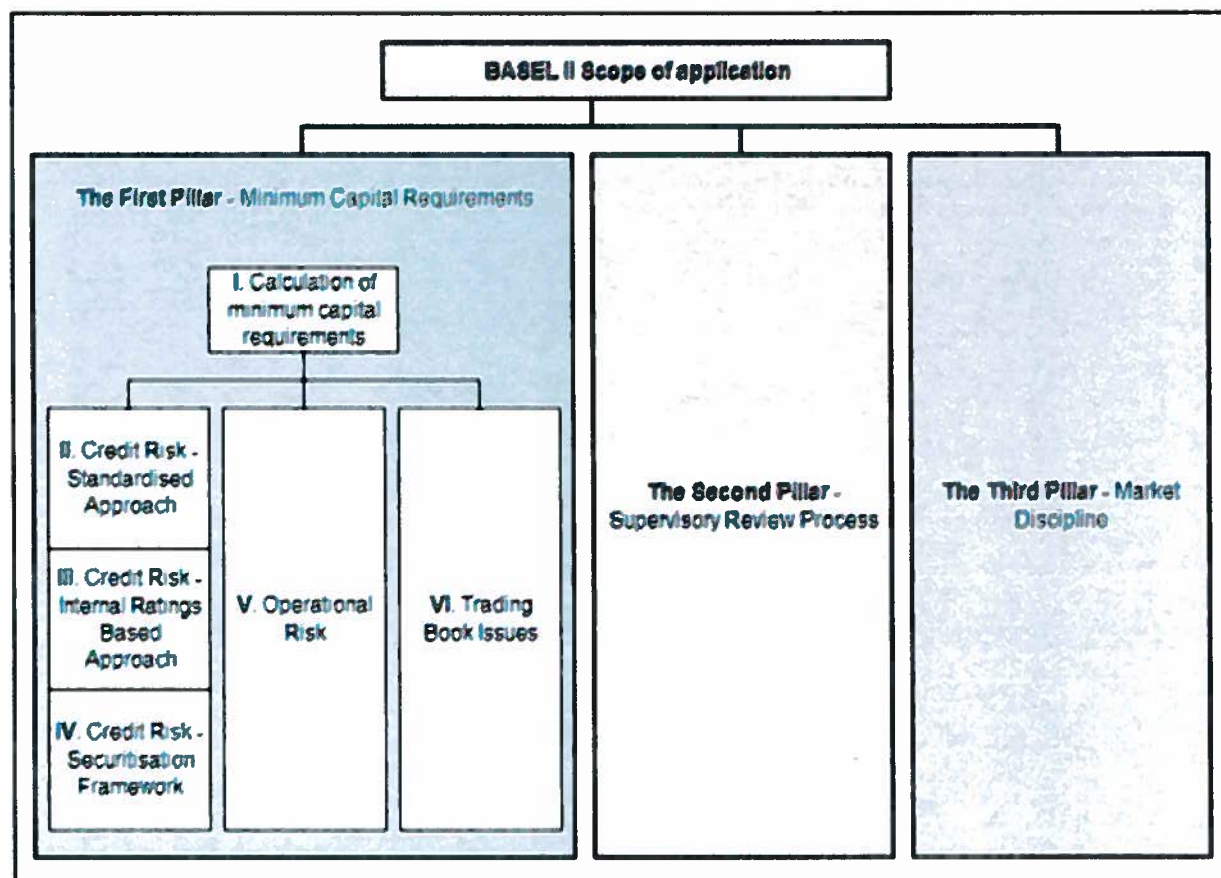 BASEL II Scope of application
The First Pillar - Minimum Capital Requirements
I. Calculation of
minimum capital
requirements
II. Credit Risk -
Standardised
Approach
III. Credit Risk -
Internal Ratings
Based
Approach
IV. Credit Risk -
Securitisation
Framework
V. Operational
Risk
VI. Trading
Book Issues
The Second Pillar -
Supervisory Review Process
The Third Pillar - Market
Discipline